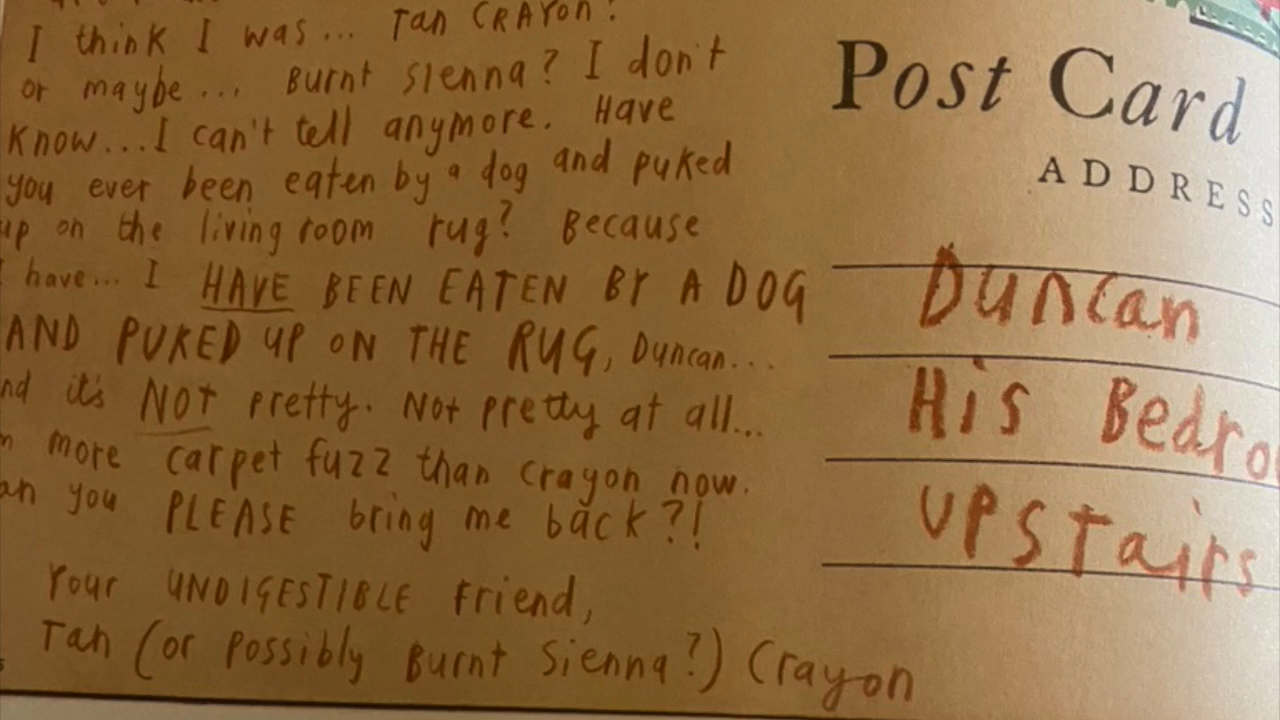 I think I was... Tan CRAYON?
or maybe... Burnt Sienna? I don't
know...I can't tell anymore. Have
you ever been eaten by a dog and puked
up on the living room rug? Because
I have... I HAVE BEEN EATEN BY A DOG
AND PUKED UP ON THE RUG, Duncan...
nd it's NOT pretty. Not pretty at all...
more carpet fuzz than crayon now.
an you PLEASE bring me back?!
Your UNDIGESTIBLE Friend,
Tan (or possibly Burnt Sienna?) Crayon
Post Card
ADDRESS
Duncan
His Bedro
Upstairs